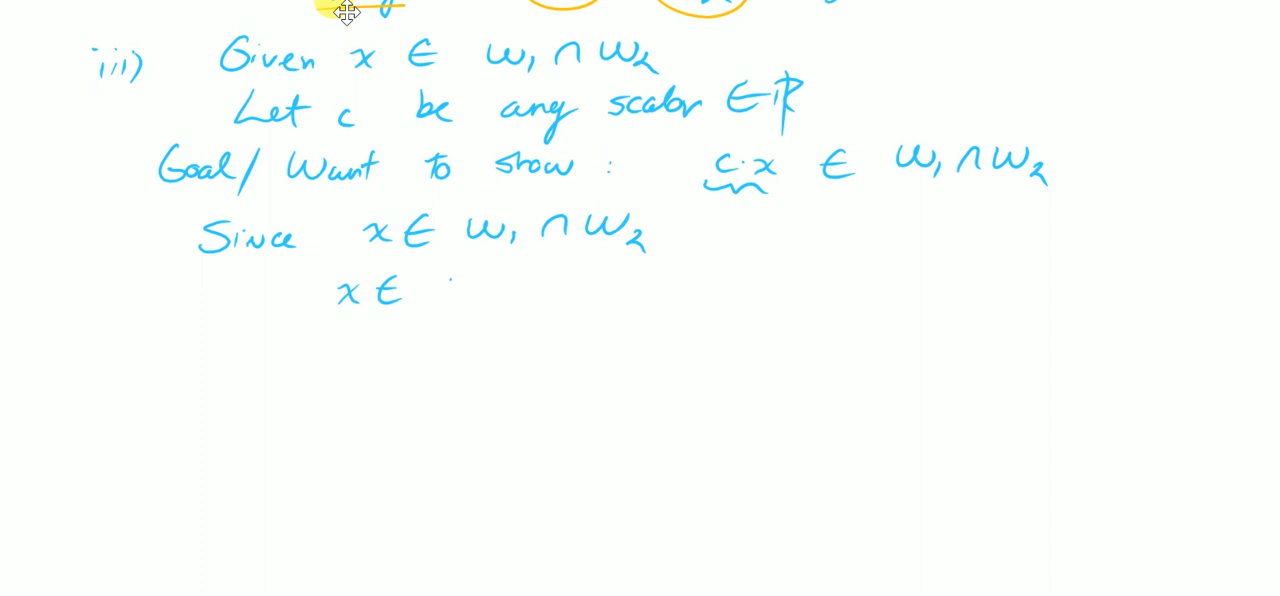 iii) Given x ∈ W₁ ∩ W₂
Let c be any scalar ∈ ℝ
Goal/ Want to show : c·x ∈ W₁ ∩ W₂
Since x ∈ W₁ ∩ W₂
x ∈